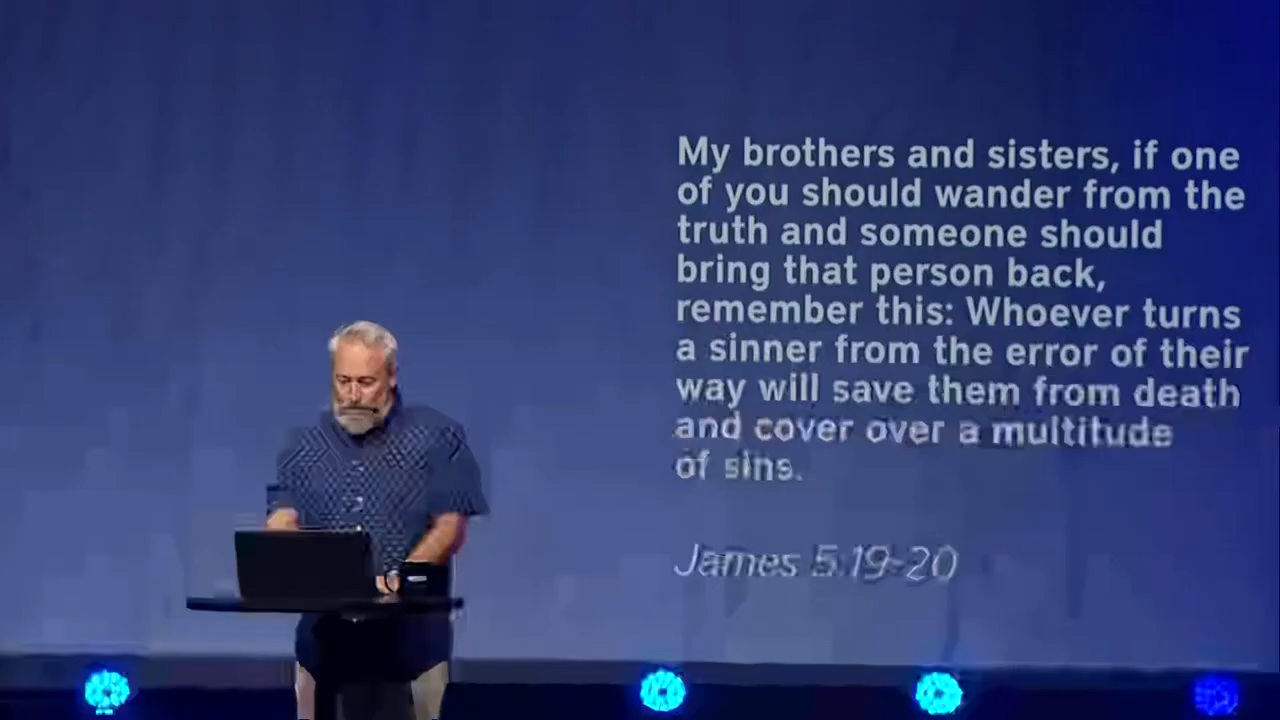 My brothers and sisters, if one
of you should wander from the
truth and someone should
bring that person back,
remember this: Whoever turns
a sinner from the error of their
way will save them from death
and cover over a multitude
of sins.
James 5:19-20